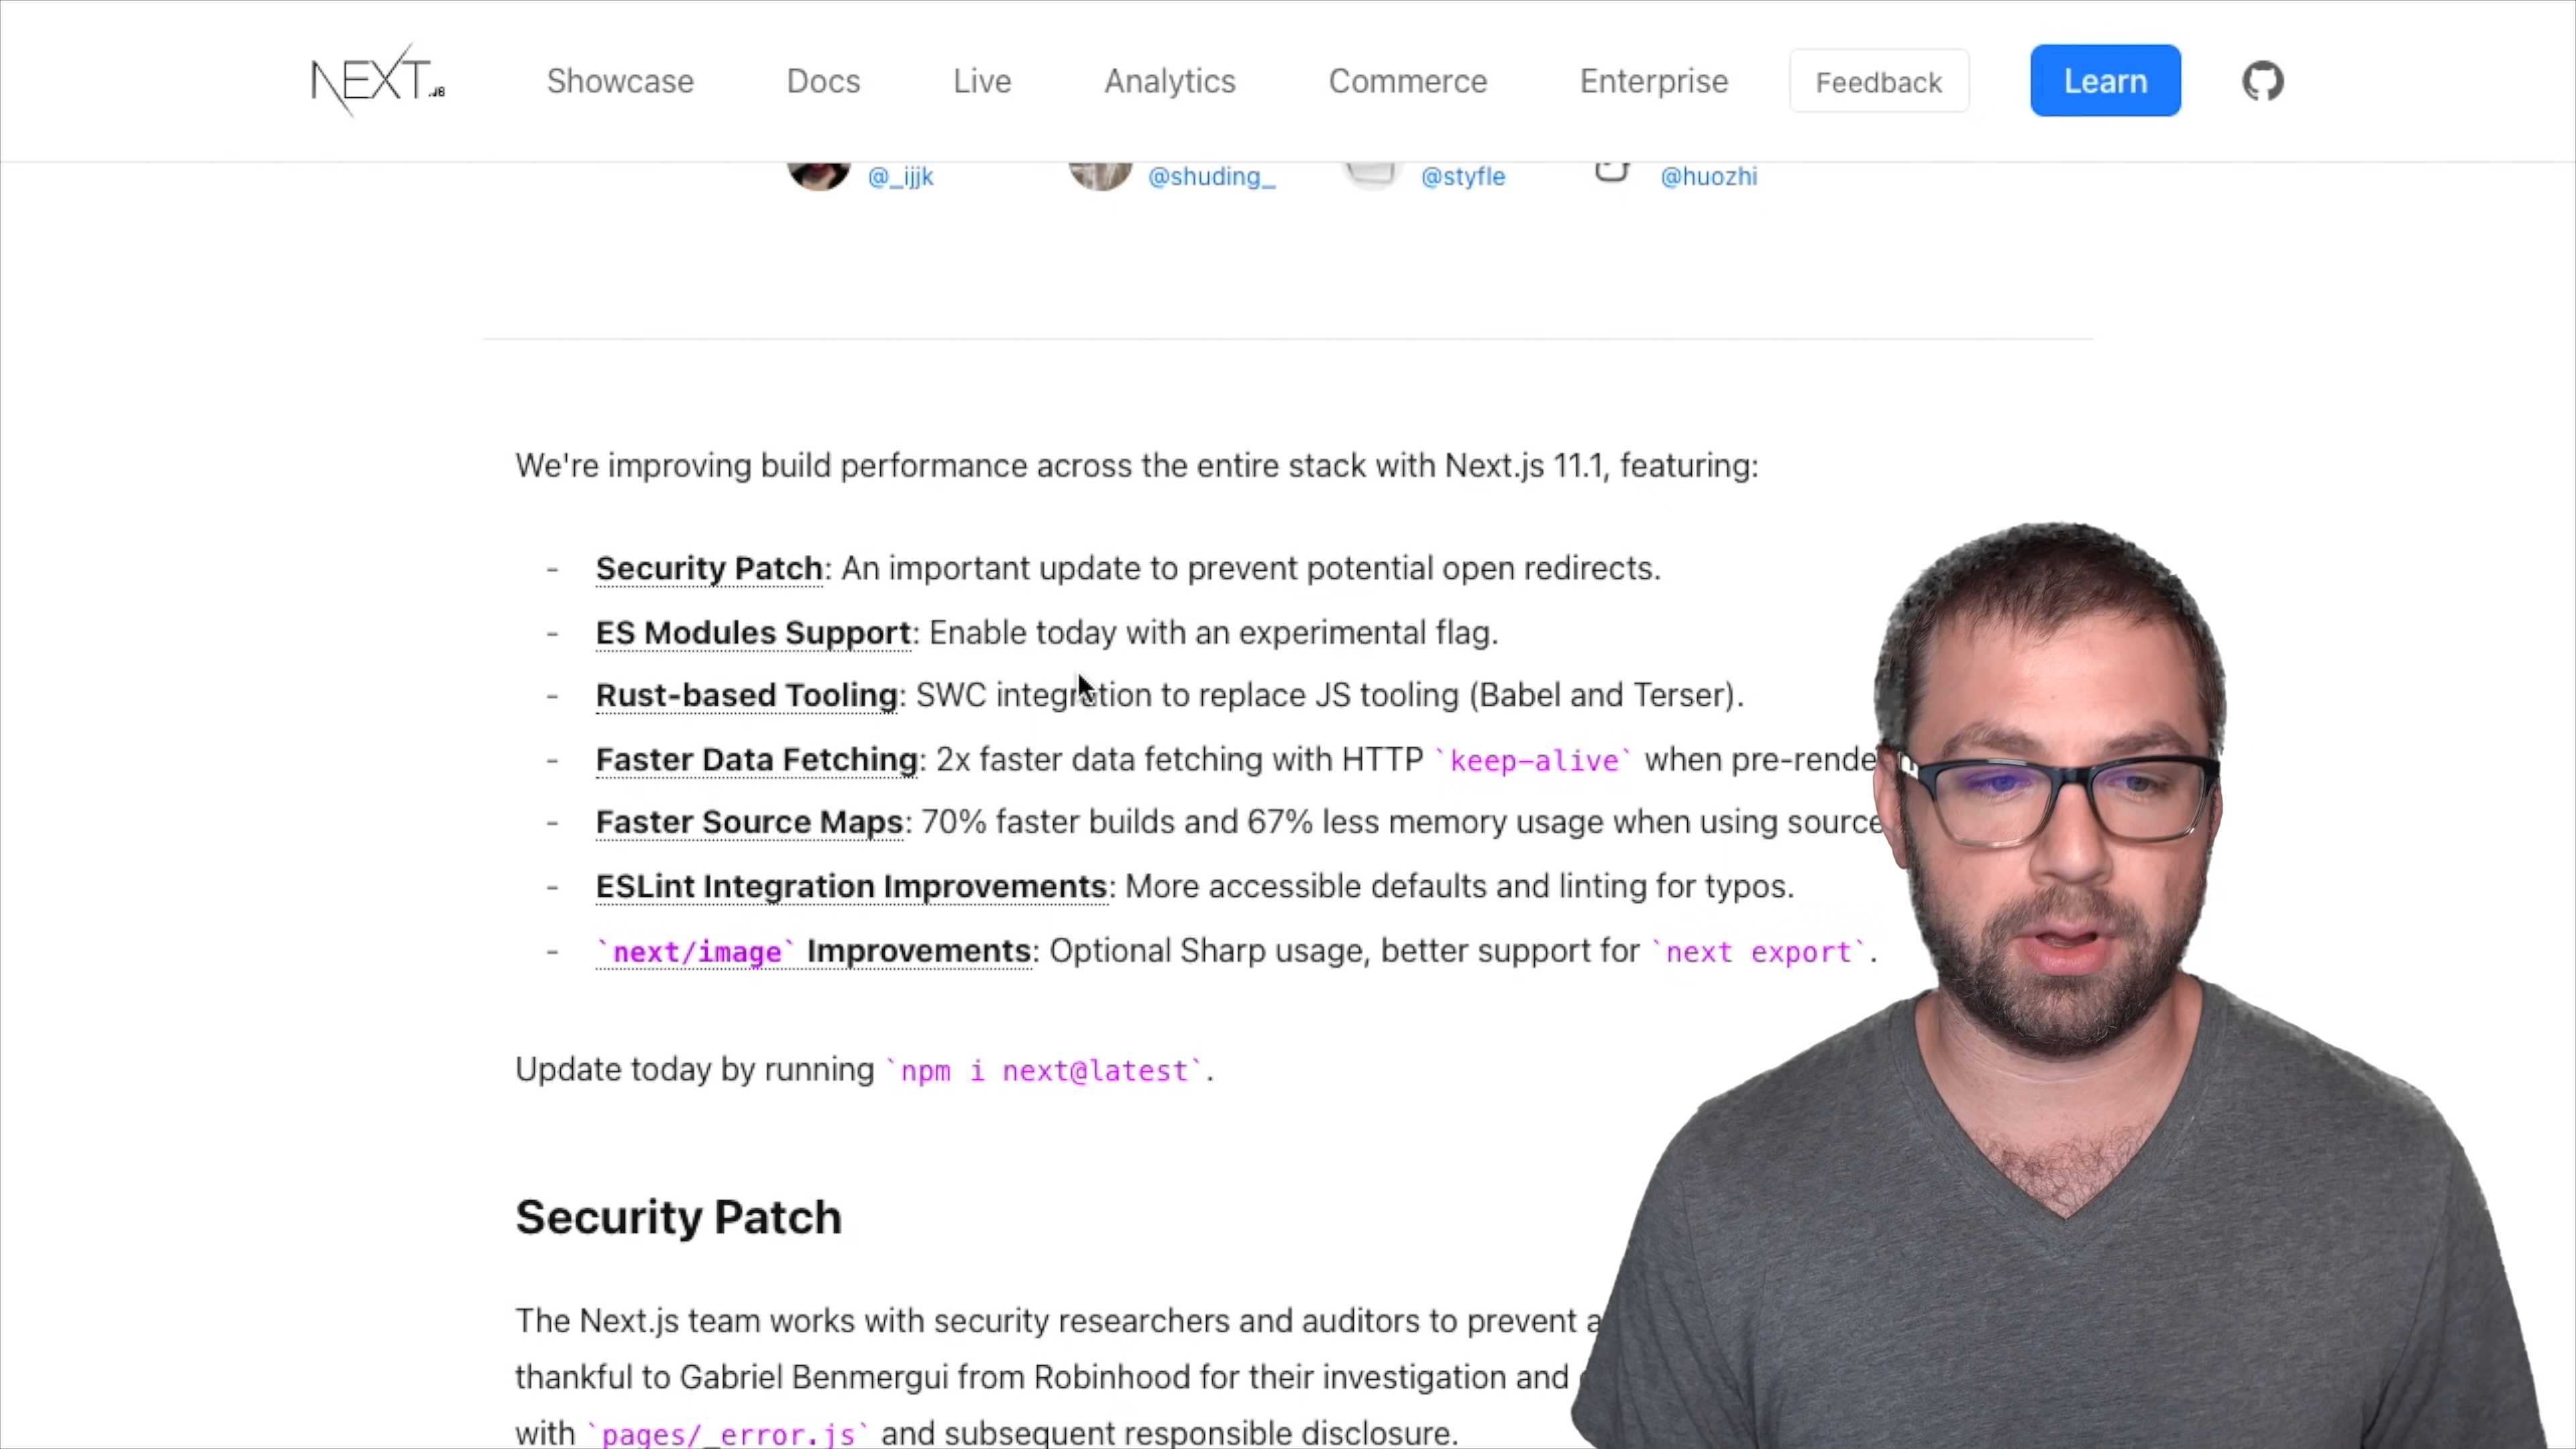 NEXT.JS Showcase Docs Live Analytics Commerce Enterprise Feedback Learn
@_ijjk @shuding_ @styfle @huozhi
We're improving build performance across the entire stack with Next.js 11.1, featuring:
- Security Patch: An important update to prevent potential open redirects.
- ES Modules Support: Enable today with an experimental flag.
- Rust-based Tooling: SWC integration to replace JS tooling (Babel and Terser).
- Faster Data Fetching: 2x faster data fetching with HTTP `keep-alive` when
- Faster Source Maps: 70% faster builds and 67% less memory usage when using source
- ESLint Integration Improvements: More accessible defaults and linting for typos.
- `next/image` Improvements: Optional Sharp usage, better support for `next export`.
Update today by running `npm i next@latest`.
Security Patch
The Next.js team works with security researchers and auditors to prevent
thankful to Gabriel Benmergui from Robinhood for their investigation and
with `pages/_error.js` and subsequent responsible disclosure.